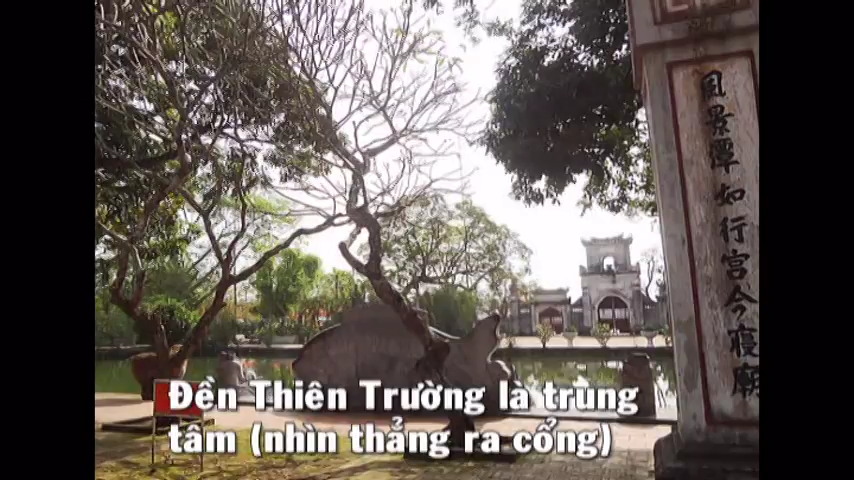 Đền Thiên Trường là trung
tâm (nhìn thẳng ra cổng)
風景潭如行宮今寢廟